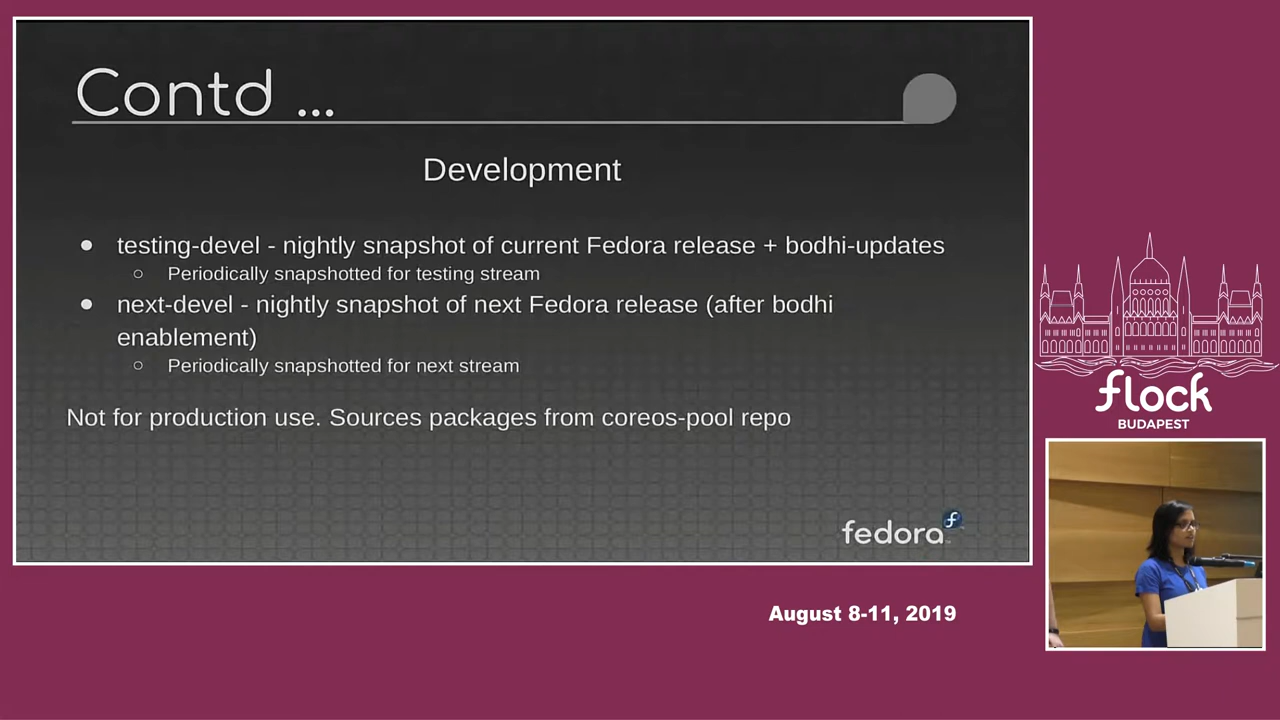 Contd ...
Development
● testing-devel - nightly snapshot of current Fedora release + bodhi-updates
○ Periodically snapshotted for testing stream
● next-devel - nightly snapshot of next Fedora release (after bodhi
enablement)
○ Periodically snapshotted for next stream
Not for production use. Sources packages from coreos-pool repo
fedora
flock
BUDAPEST
August 8-11, 2019